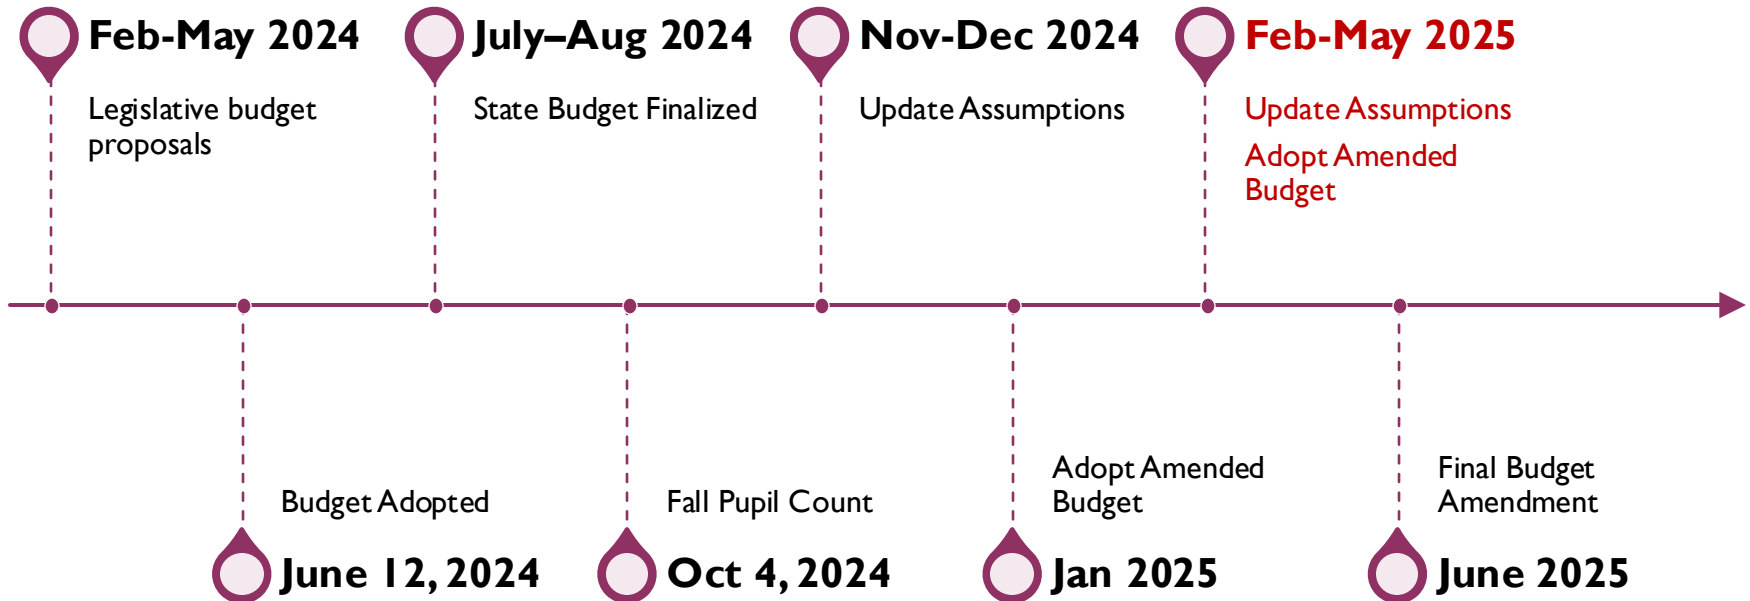 Feb-May 2024
Legislative budget
proposals
July–Aug 2024
State Budget Finalized
Nov-Dec 2024
Update Assumptions
Feb-May 2025
Update Assumptions
Adopt Amended
Budget
Budget Adopted
June 12, 2024
Fall Pupil Count
Oct 4, 2024
Adopt Amended
Budget
Jan 2025
Final Budget
Amendment
June 2025